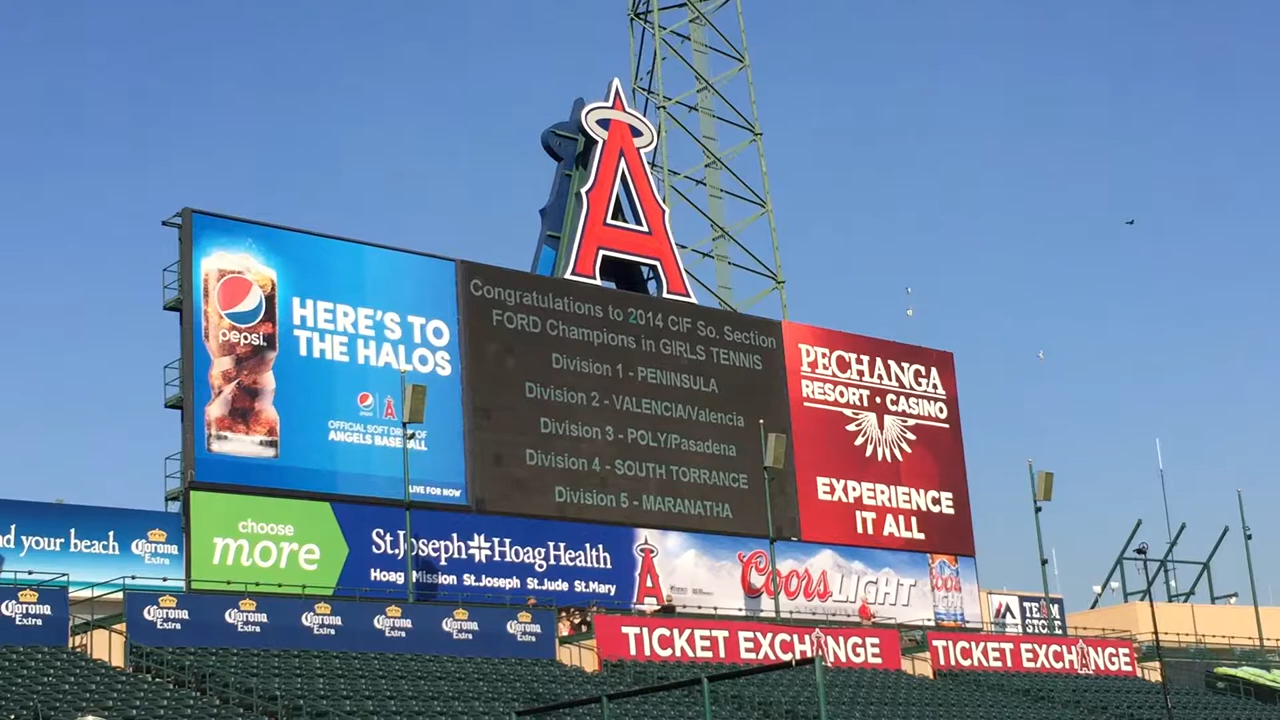 A
pepsi.
HERE'S TO
THE HALOS
pepsi A
OFFICIAL SOFT DRINK OF
ANGELS BASEBALL
LIVE FOR NOW
Congratulations to 2014 CIF So. Section
FORD Champions in GIRLS TENNIS
Division 1 - PENINSULA
Division 2 - VALENCIA/Valencia
Division 3 - POLY/Pasadena
Division 4 - SOUTH TORRANCE
Division 5 - MARANATHA
PECHANGA
RESORT • CASINO
EXPERIENCE
IT ALL
nd your beach
Corona
Extra
choose
more
St.Joseph Hoag Health
Hoag Mission St.Joseph St.Jude St.Mary
A
Coors LIGHT
Coors
LIGHT
TEAM
STORE
Corona
Extra
Corona
Extra
Corona
Extra
Corona
Extra
Corona
Extra
Corona
Extra
Corona
Extra
TICKET EXCHANGE
TICKET EXCHANGE